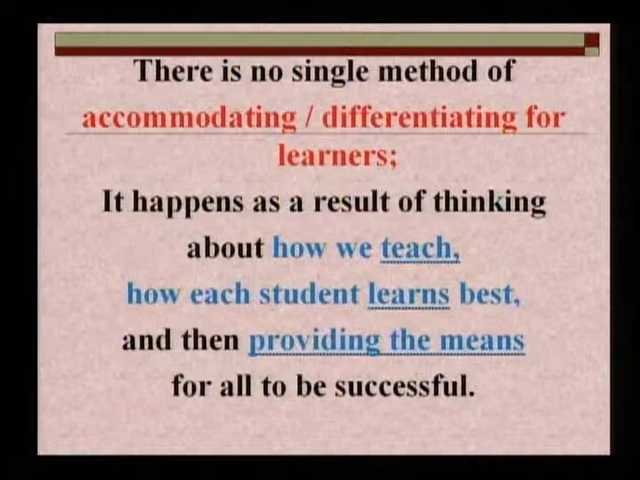 There is no single method of
accommodating / differentiating for
learners;
It happens as a result of thinking
about how we teach,
how each student learns best,
and then providing the means
for all to be successful.